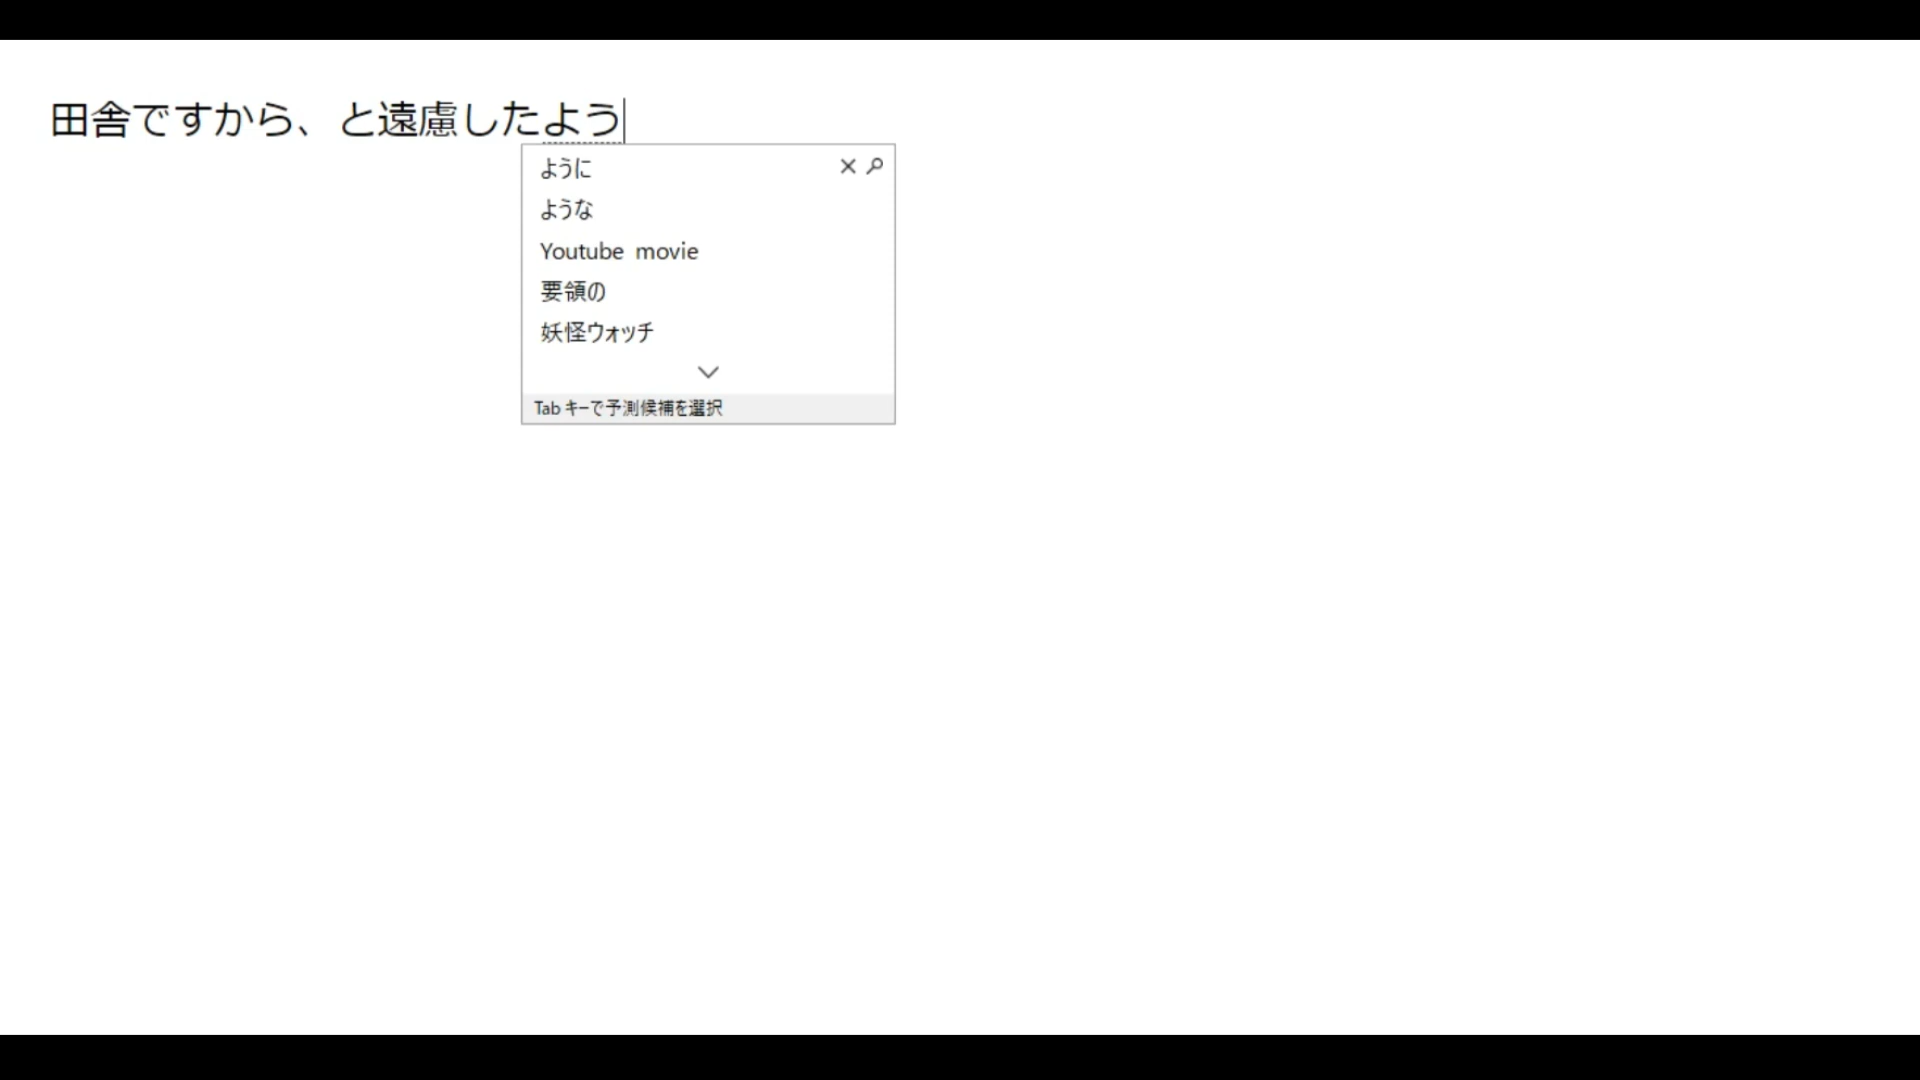 田舎ですから、と遠慮したよう
ように
ような
Youtube movie
要領の
妖怪ウォッチ
Tab キーで予測候補を選択